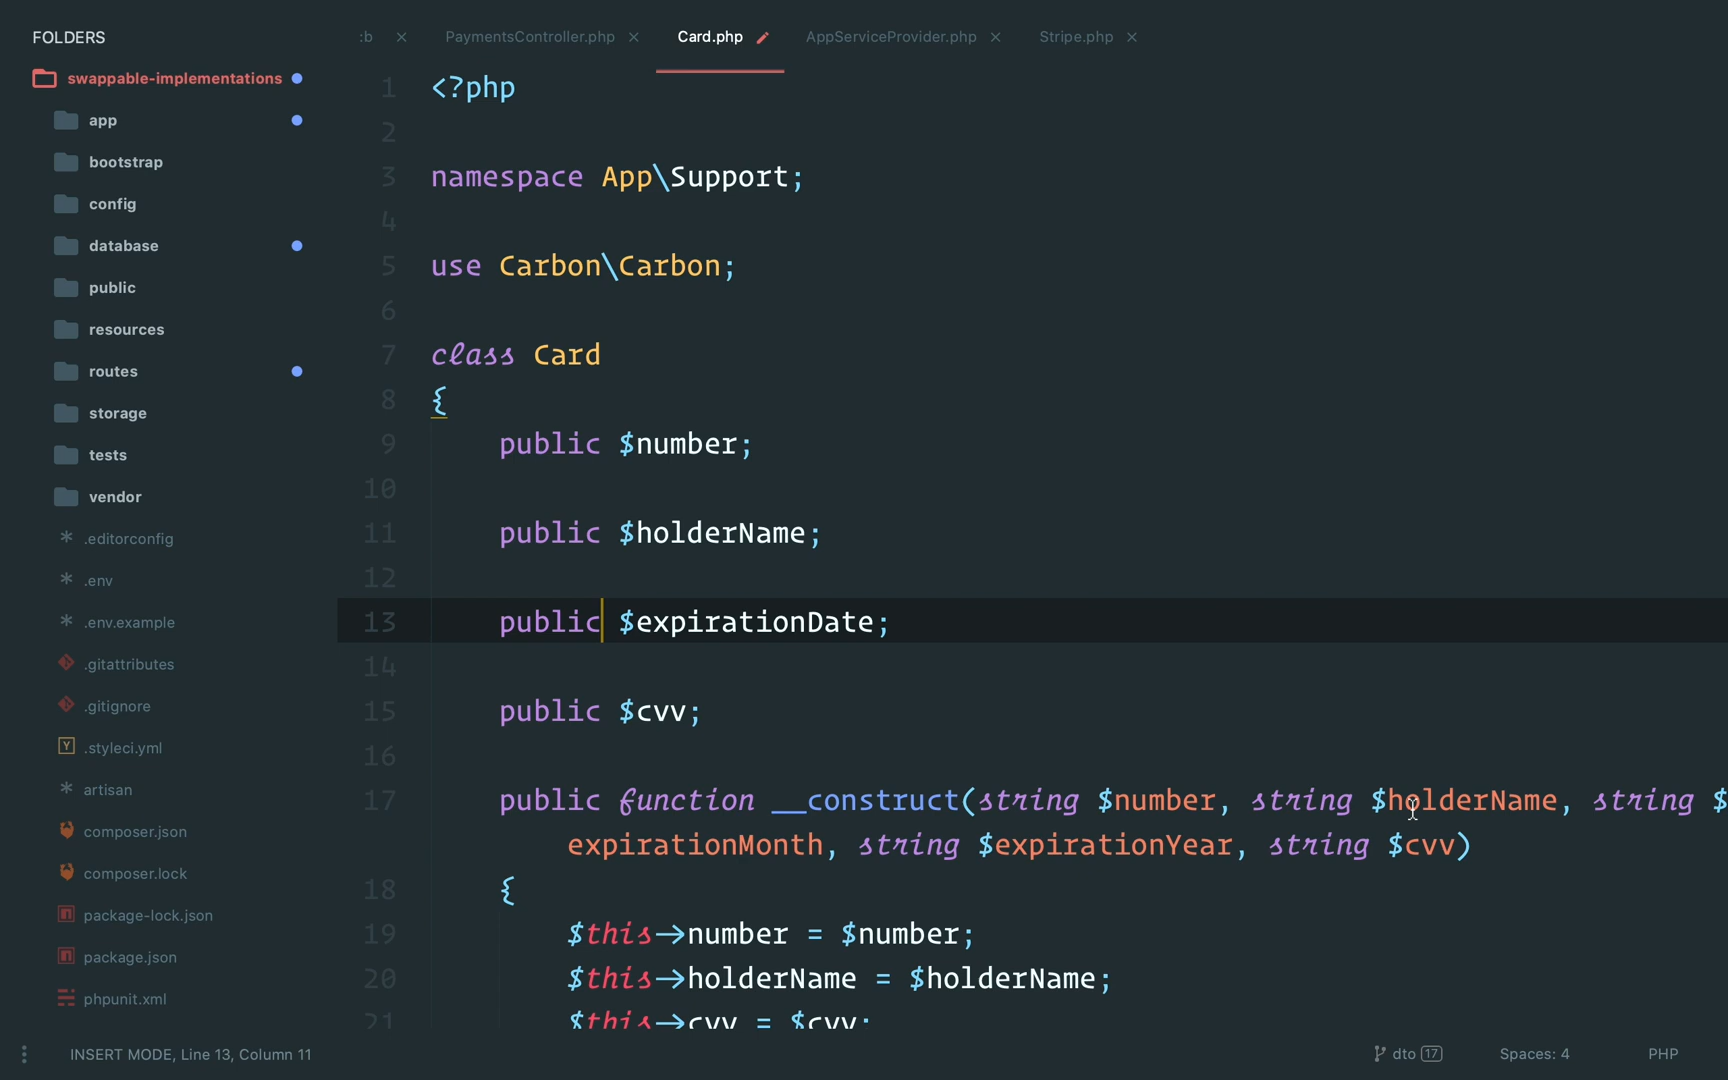 FOLDERS
swappable-implementations
app
bootstrap
config
database
public
resources
routes
storage
tests
vendor
.editorconfig
.env
.env.example
.gitattributes
.gitignore
.styleci.yml
artisan
composer.json
composer.lock
package-lock.json
package.json
phpunit.xml
:b × PaymentsController.php × Card.php AppServiceProvider.php × Stripe.php ×
1 <?php
2
3 namespace App\Support;
4
5 use Carbon\Carbon;
6
7 class Card
8 {
9 public $number;
10
11 public $holderName;
12
13 public $expirationDate;
14
15 public $cvv;
16
17 public function __construct(string $number, string $holderName, string $
expirationMonth, string $expirationYear, string $cvv)
18 {
19 $this->number = $number;
20 $this->holderName = $holderName;
21 $this->cvv = $cvv;
INSERT MODE, Line 13, Column 11 dto 17 Spaces: 4 PHP